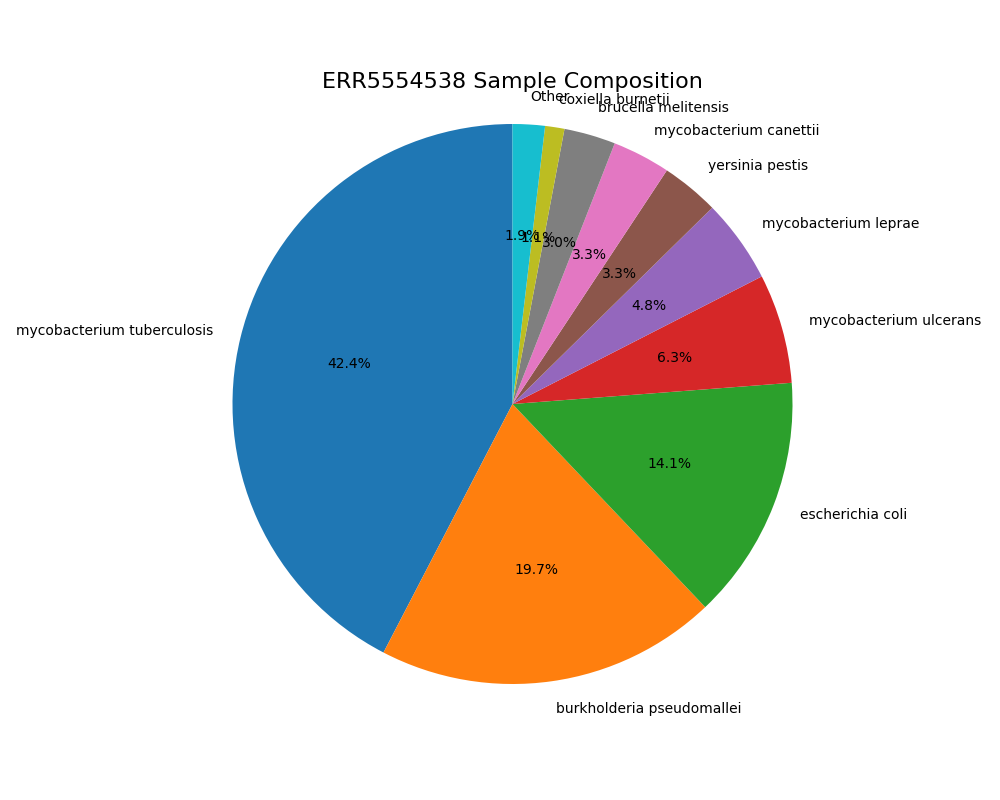 ERR5554538 Sample Composition
Other
coxiella burnetii
brucella melitensis
mycobacterium canettii
yersinia pestis
mycobacterium leprae
mycobacterium ulcerans
escherichia coli
burkholderia pseudomallei
mycobacterium tuberculosis
1.9%
1.1%
3.0%
3.3%
3.3%
4.8%
6.3%
14.1%
19.7%
42.4%